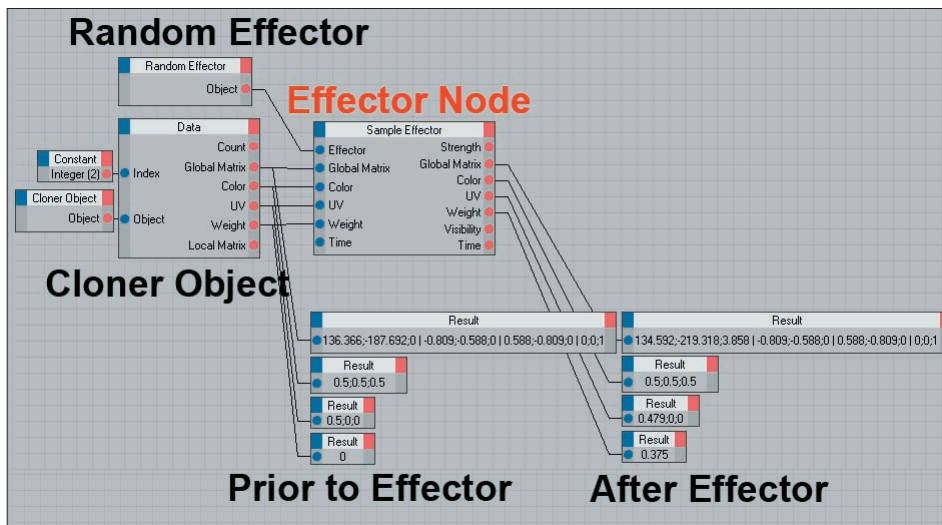 Random Effector
Random Effector
Object
Effector Node
Data
Count
Global Matrix
Color
UV
Weight
Local Matrix
Index
Object
Constant
Integer (2)
Cloner Object
Object
Cloner Object
Sample Effector
Effector
Global Matrix
Color
UV
Weight
Time
Strength
Global Matrix
Color
UV
Weight
Visibility
Time
Result
136.366;-187.692;0 | -0.809;-0.588;0 | 0.588;-0.809;0 | 0;0;1
Result
0.5;0.5;0.5
Result
0.5;0;0
Result
0
Prior to Effector
Result
134.592;-219.318;3.858 | -0.809;-0.588;0 | 0.588;-0.809;0 | 0;0;1
Result
0.5;0.5;0.5
Result
0.479;0;0
Result
0.375
After Effector